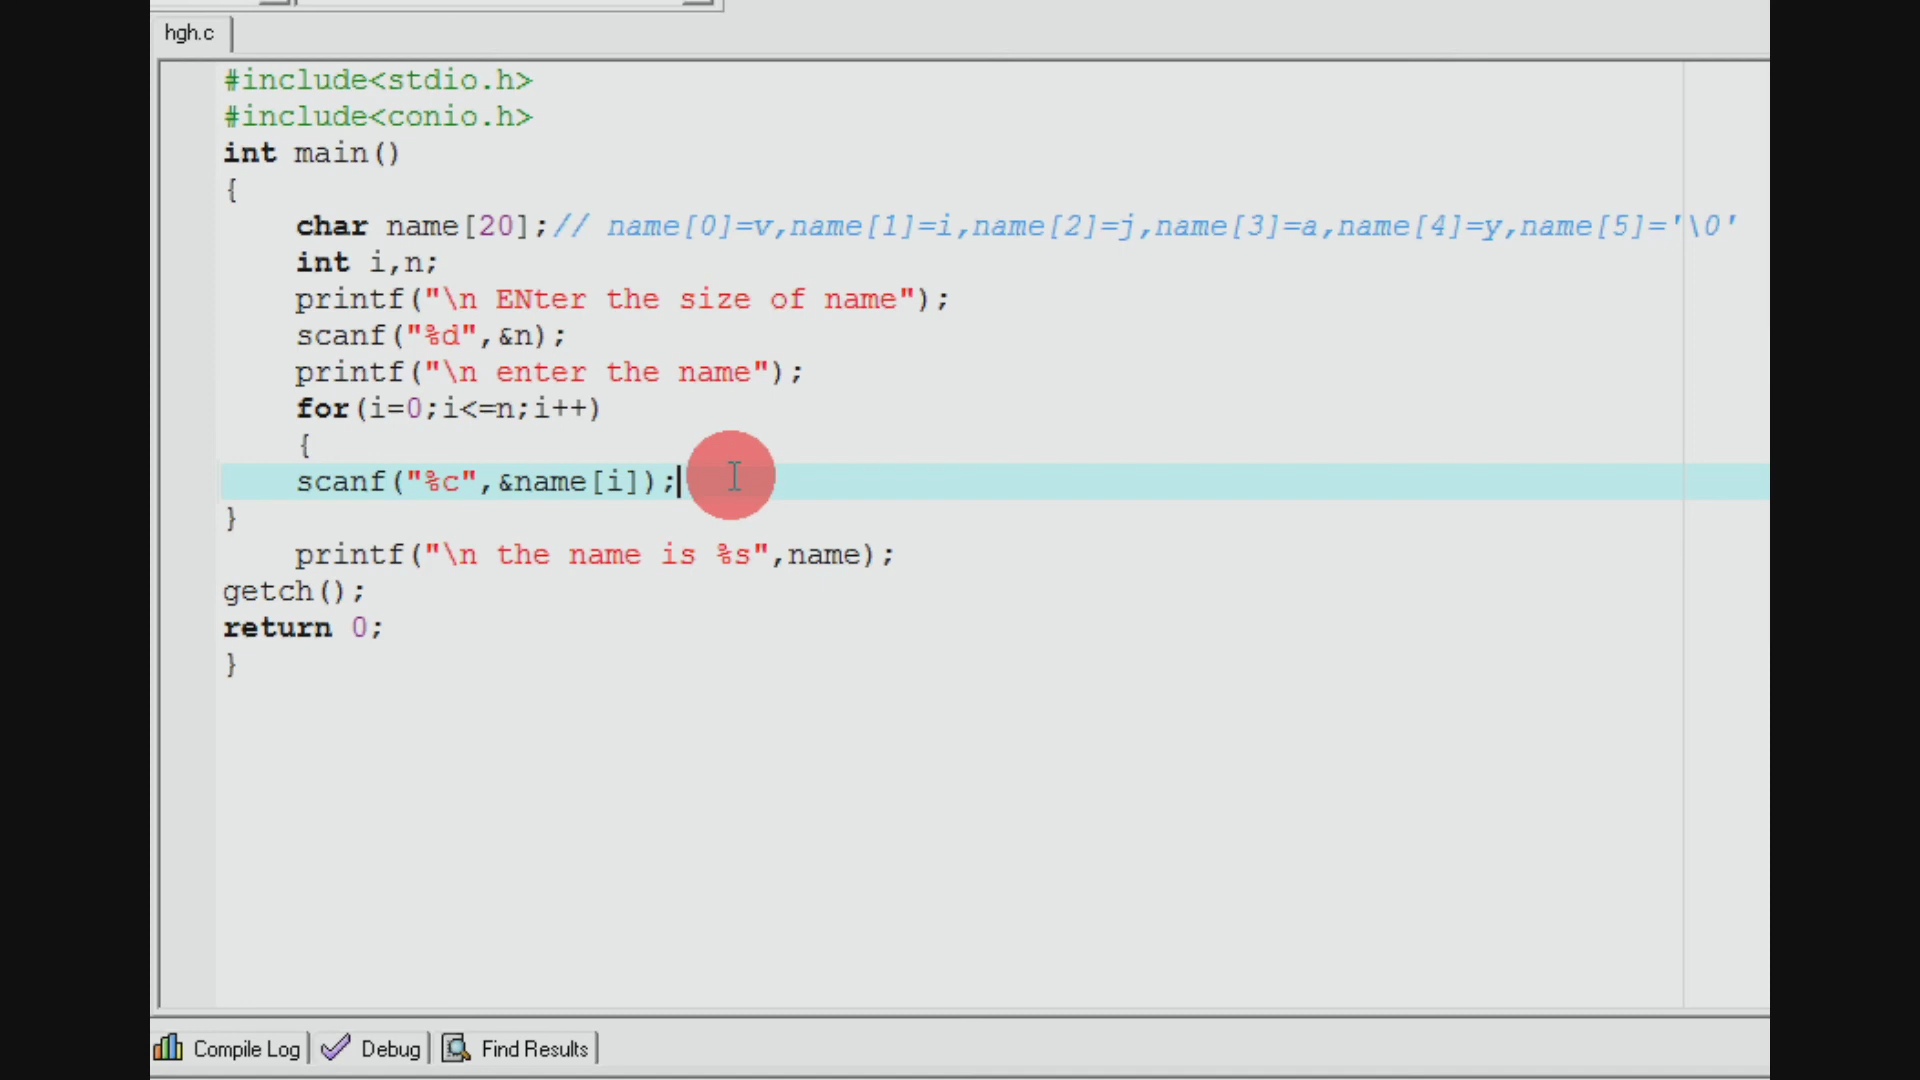 hgh.c
#include<stdio.h>
#include<conio.h>
int main()
{
char name[20];// name[0]=v,name[1]=i,name[2]=j,name[3]=a,name[4]=y,name[5]='\0'
int i,n;
printf("\n ENter the size of name");
scanf("%d",&n);
printf("\n enter the name");
for(i=0;i<=n;i++)
{
scanf("%c",&name[i]);
}
printf("\n the name is %s",name);
getch();
return 0;
}
Compile Log Debug Find Results